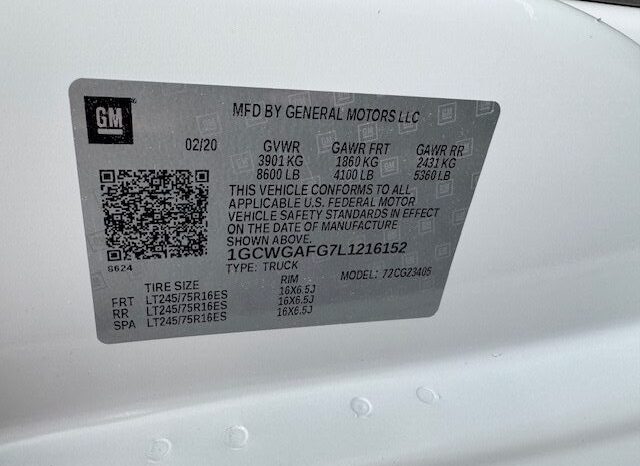 GM
MFD BY GENERAL MOTORS LLC
02/20 GVWR GAWR FRT GAWR RR
3901 KG 1860 KG 2431 KG
8600 LB 4100 LB 5360 LB
THIS VEHICLE CONFORMS TO ALL
APPLICABLE U.S. FEDERAL MOTOR
VEHICLE SAFETY STANDARDS IN EFFECT
ON THE DATE OF MANUFACTURE
SHOWN ABOVE.
8624
1GCWGAFG7L1216152
TYPE: TRUCK MODEL: 72CG23405
TIRE SIZE RIM
FRT LT245/75R16ES 16X6.5J
RR LT245/75R16ES 16X6.5J
SPA LT245/75R16ES 16X6.5J